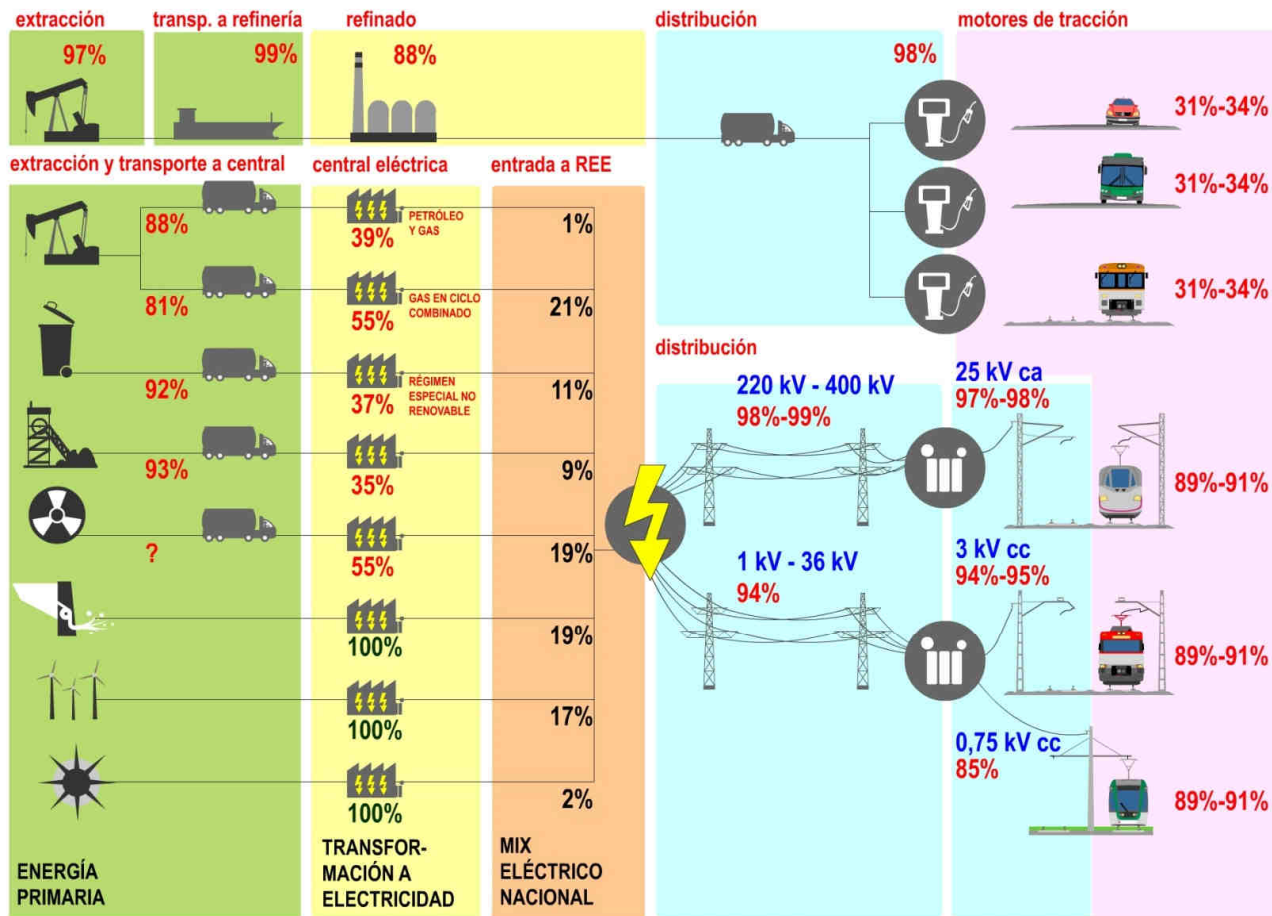 extracción
transp. a refinería
refinado
distribución
motores de tracción
97%
99%
88%
98%
31%-34%
31%-34%
31%-34%
extracción y transporte a central
central eléctrica
entrada a REE
88%
39%
PETRÓLEO
Y GAS
1%
81%
55%
GAS EN CICLO
COMBINADO
21%
92%
37%
RÉGIMEN
ESPECIAL NO
RENOVABLE
11%
93%
35%
9%
?
55%
19%
100%
19%
100%
17%
100%
2%
distribución
220 kV - 400 kV
98%-99%
25 kV ca
97%-98%
89%-91%
1 kV - 36 kV
94%
3 kV cc
94%-95%
89%-91%
0,75 kV cc
85%
89%-91%
ENERGÍA
PRIMARIA
TRANSFOR-
MACIÓN A
ELECTRICIDAD
MIX
ELÉCTRICO
NACIONAL